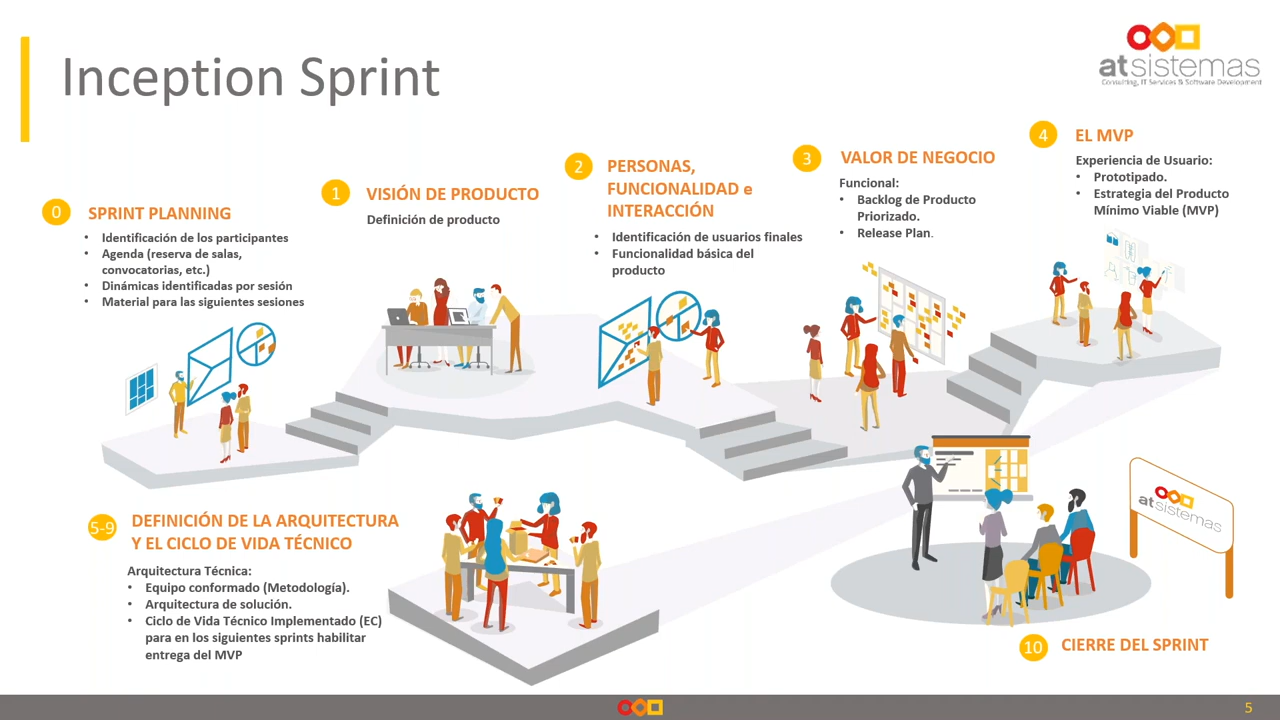 Inception Sprint
atsistemas
Consulting, IT Services & Software Development
0
SPRINT PLANNING
• Identificación de los participantes
• Agenda (reserva de salas,
convocatorias, etc.)
• Dinámicas identificadas por sesión
• Material para las siguientes sesiones
1
VISIÓN DE PRODUCTO
Definición de producto
2
PERSONAS,
FUNCIONALIDAD e
INTERACCIÓN
• Identificación de usuarios finales
• Funcionalidad básica del
producto
3
VALOR DE NEGOCIO
Funcional:
• Backlog de Producto
Priorizado.
• Release Plan.
4
EL MVP
Experiencia de Usuario:
• Prototipado.
• Estrategia del Producto
Mínimo Viable (MVP)
5-9
DEFINICIÓN DE LA ARQUITECTURA
Y EL CICLO DE VIDA TÉCNICO
Arquitectura Técnica:
• Equipo conformado (Metodología).
• Arquitectura de solución.
• Ciclo de Vida Técnico Implementado (EC)
para en los siguientes sprints habilitar
entrega del MVP
atsistemas
10
CIERRE DEL SPRINT
5